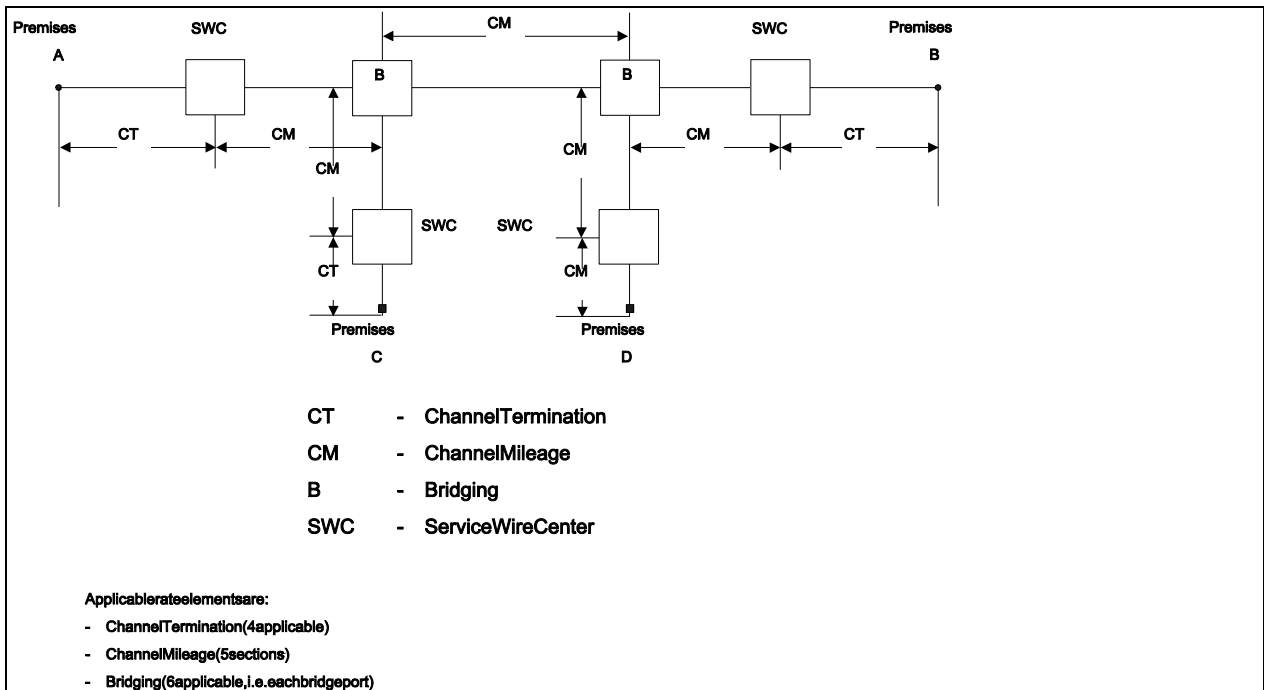 Premises
A
SWC
CM
SWC
Premises
B
B
B
CT
CM
CM
CM
CM
CT
SWC
SWC
CT
CM
Premises
C
Premises
D
CT - ChannelTermination
CM - ChannelMileage
B - Bridging
SWC - ServiceWireCenter
Applicablerateelementsare:
- ChannelTermination(4applicable)
- ChannelMileage(5sections)
- Bridging(6applicable,i.e.eachbridgeport)